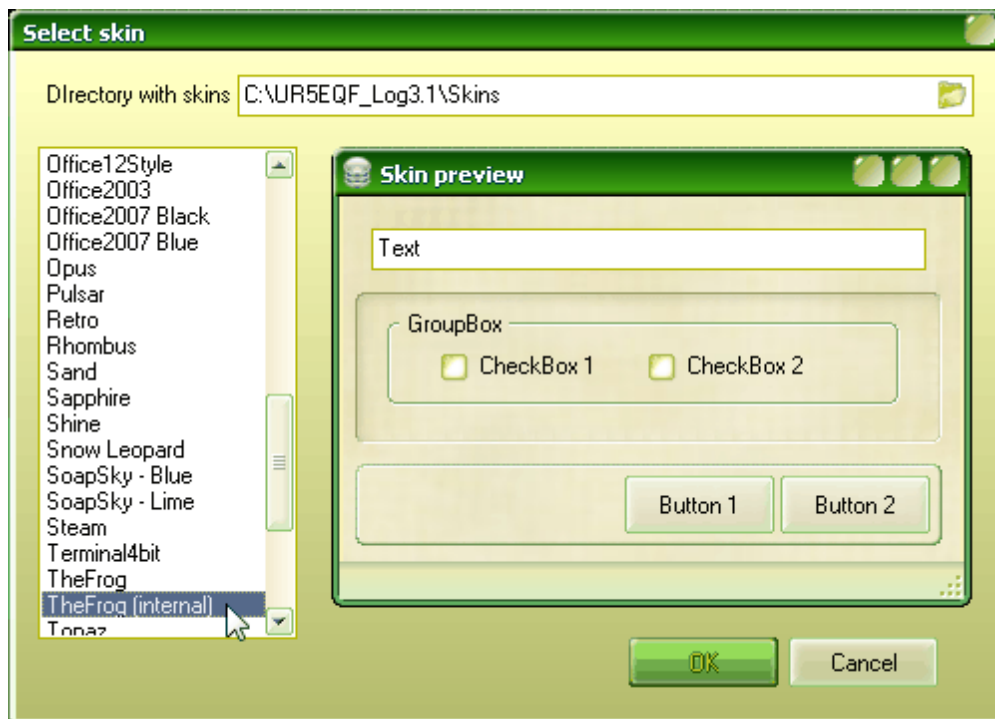 Select skin
DIrectory with skins C:\UR5EQF_Log3.1\Skins
Office12Style
Office2003
Office2007 Black
Office2007 Blue
Opus
Pulsar
Retro
Rhombus
Sand
Sapphire
Shine
Snow Leopard
SoapSky - Blue
SoapSky - Lime
Steam
Terminal4bit
TheFrog
TheFrog (internal)
Topaz
Skin preview
Text
GroupBox
CheckBox 1 CheckBox 2
Button 1 Button 2
OK Cancel